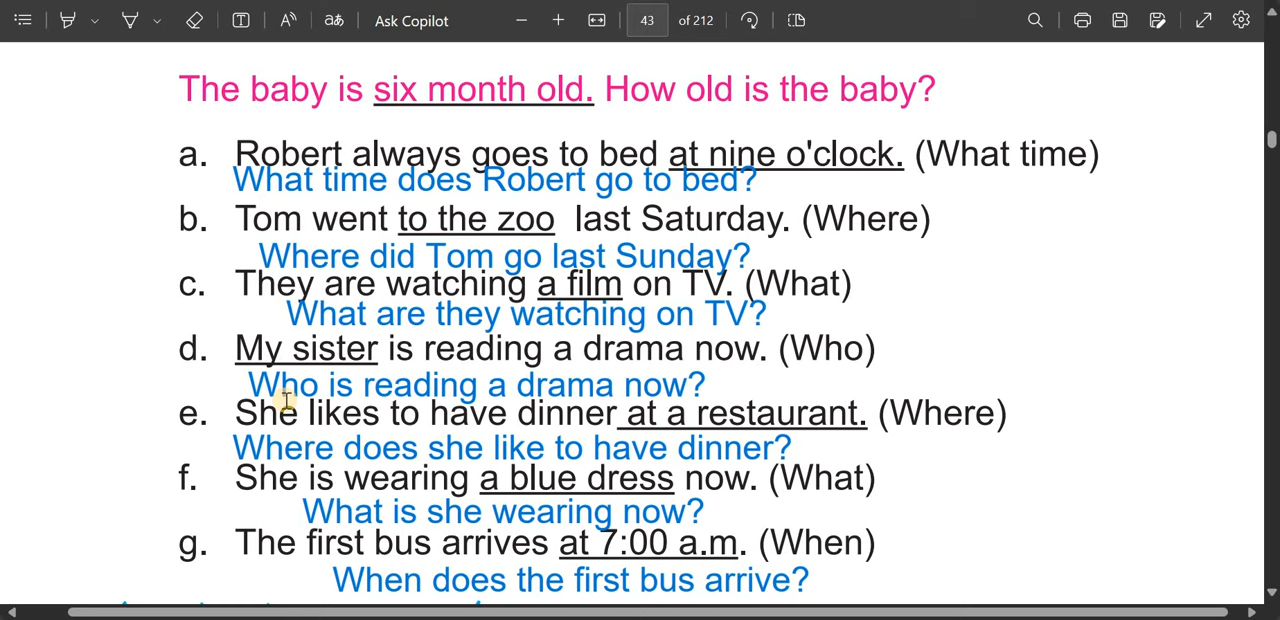 Ask Copilot
43 of 212
The baby is six month old. How old is the baby?
a. Robert always goes to bed at nine o'clock. (What time)
What time does Robert go to bed?
b. Tom went to the zoo last Saturday. (Where)
Where did Tom go last Sunday?
c. They are watching a film on TV. (What)
What are they watching on TV?
d. My sister is reading a drama now. (Who)
Who is reading a drama now?
e. She likes to have dinner at a restaurant. (Where)
Where does she like to have dinner?
f. She is wearing a blue dress now. (What)
What is she wearing now?
g. The first bus arrives at 7:00 a.m. (When)
When does the first bus arrive?